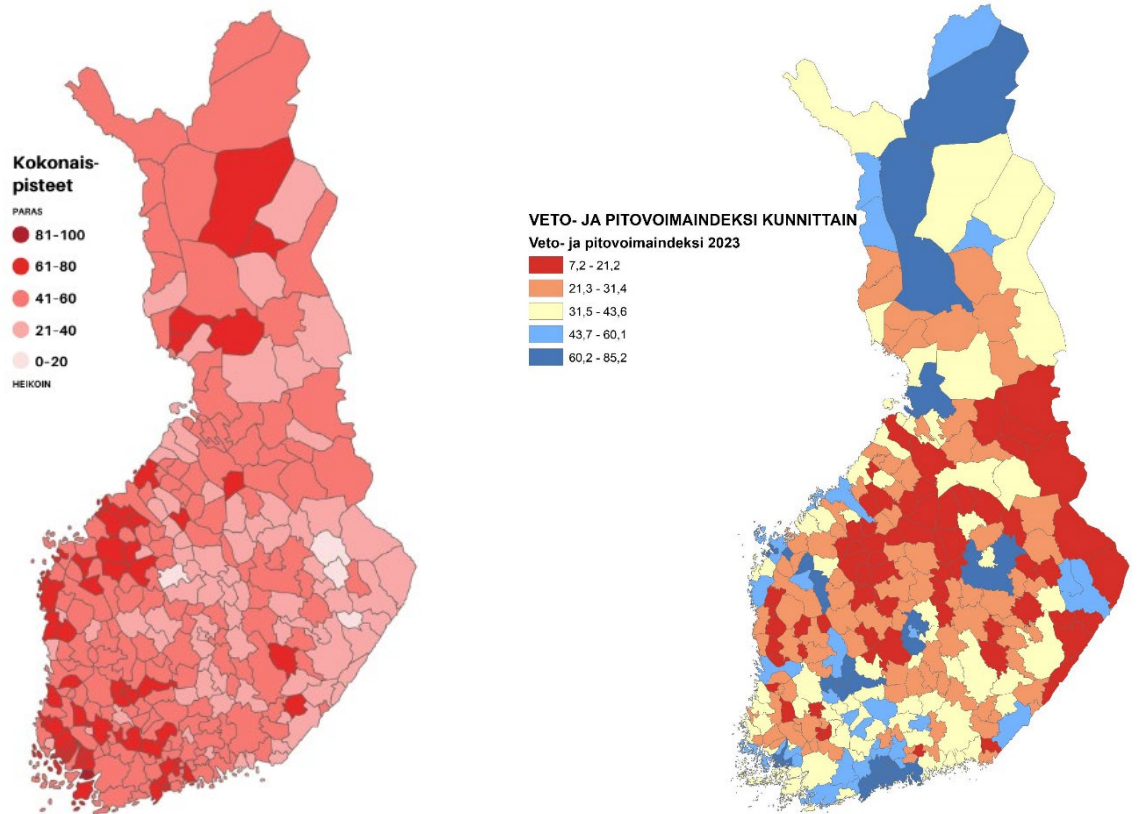 Kokonais-
pisteet
PARAS
81–100
61–80
41–60
21–40
0–20
HEIKOIN
VETO- JA PITOVOIMAINDEKSI KUNNITTAIN
Veto- ja pitovoimaindeksi 2023
7,2 - 21,2
21,3 - 31,4
31,5 - 43,6
43,7 - 60,1
60,2 - 85,2